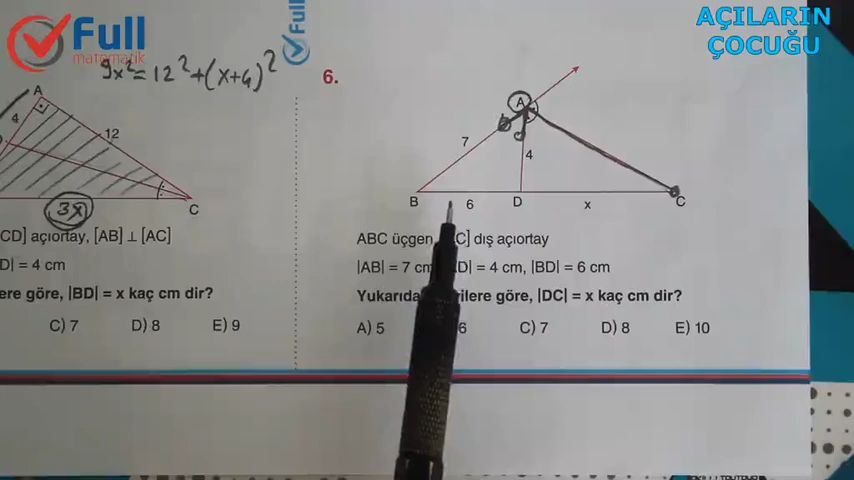 Full
matematik
Full
AÇILARIN
ÇOCUĞU
9x² = 12² + (x+4)²
A
4
12
3x
C
CD] açıortay, [AB] ⊥ [AC]
D| = 4 cm
ere göre, |BD| = x kaç cm dir?
C) 7 D) 8 E) 9
6.
A
7
4
B
6
D
x
C
ABC üçgen, C] dış açıortay
|AB| = 7 cm D| = 4 cm, |BD| = 6 cm
Yukarıda rilere göre, |DC| = x kaç cm dir?
A) 5 6 C) 7 D) 8 E) 10